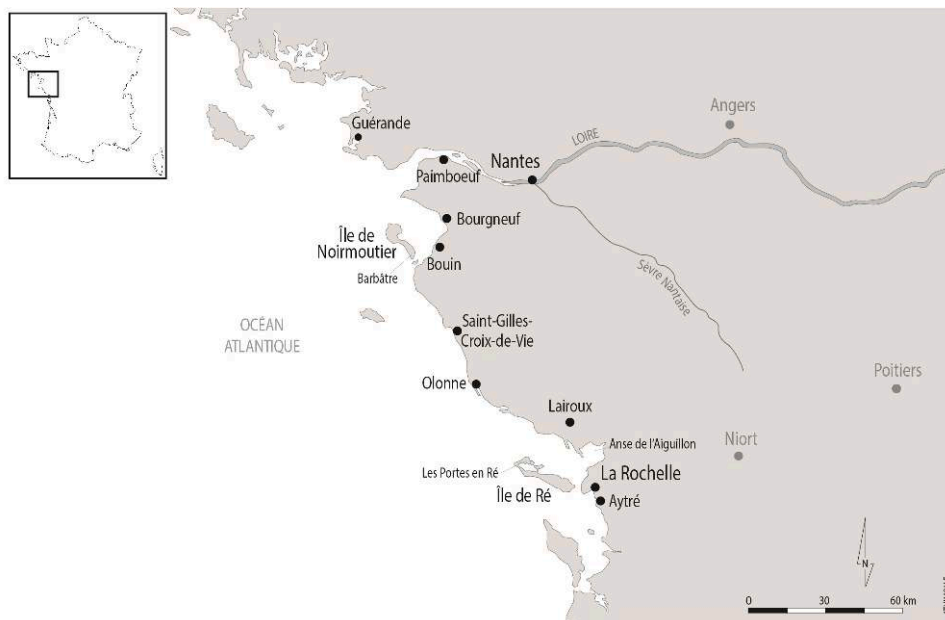 Angers
Guérande
LOIRE
Nantes
Paimboeuf
Bourgneuf
Île de
Noirmoutier
Bouin
Barbâtre
Sèvre Nantaise
OCÉAN
ATLANTIQUE
Saint-Gilles-
Croix-de-Vie
Poitiers
Olonne
Lairoux
Niort
Anse de l'Aiguillon
Les Portes en Ré
La Rochelle
Île de Ré
Aytré
N
0 30 60 km